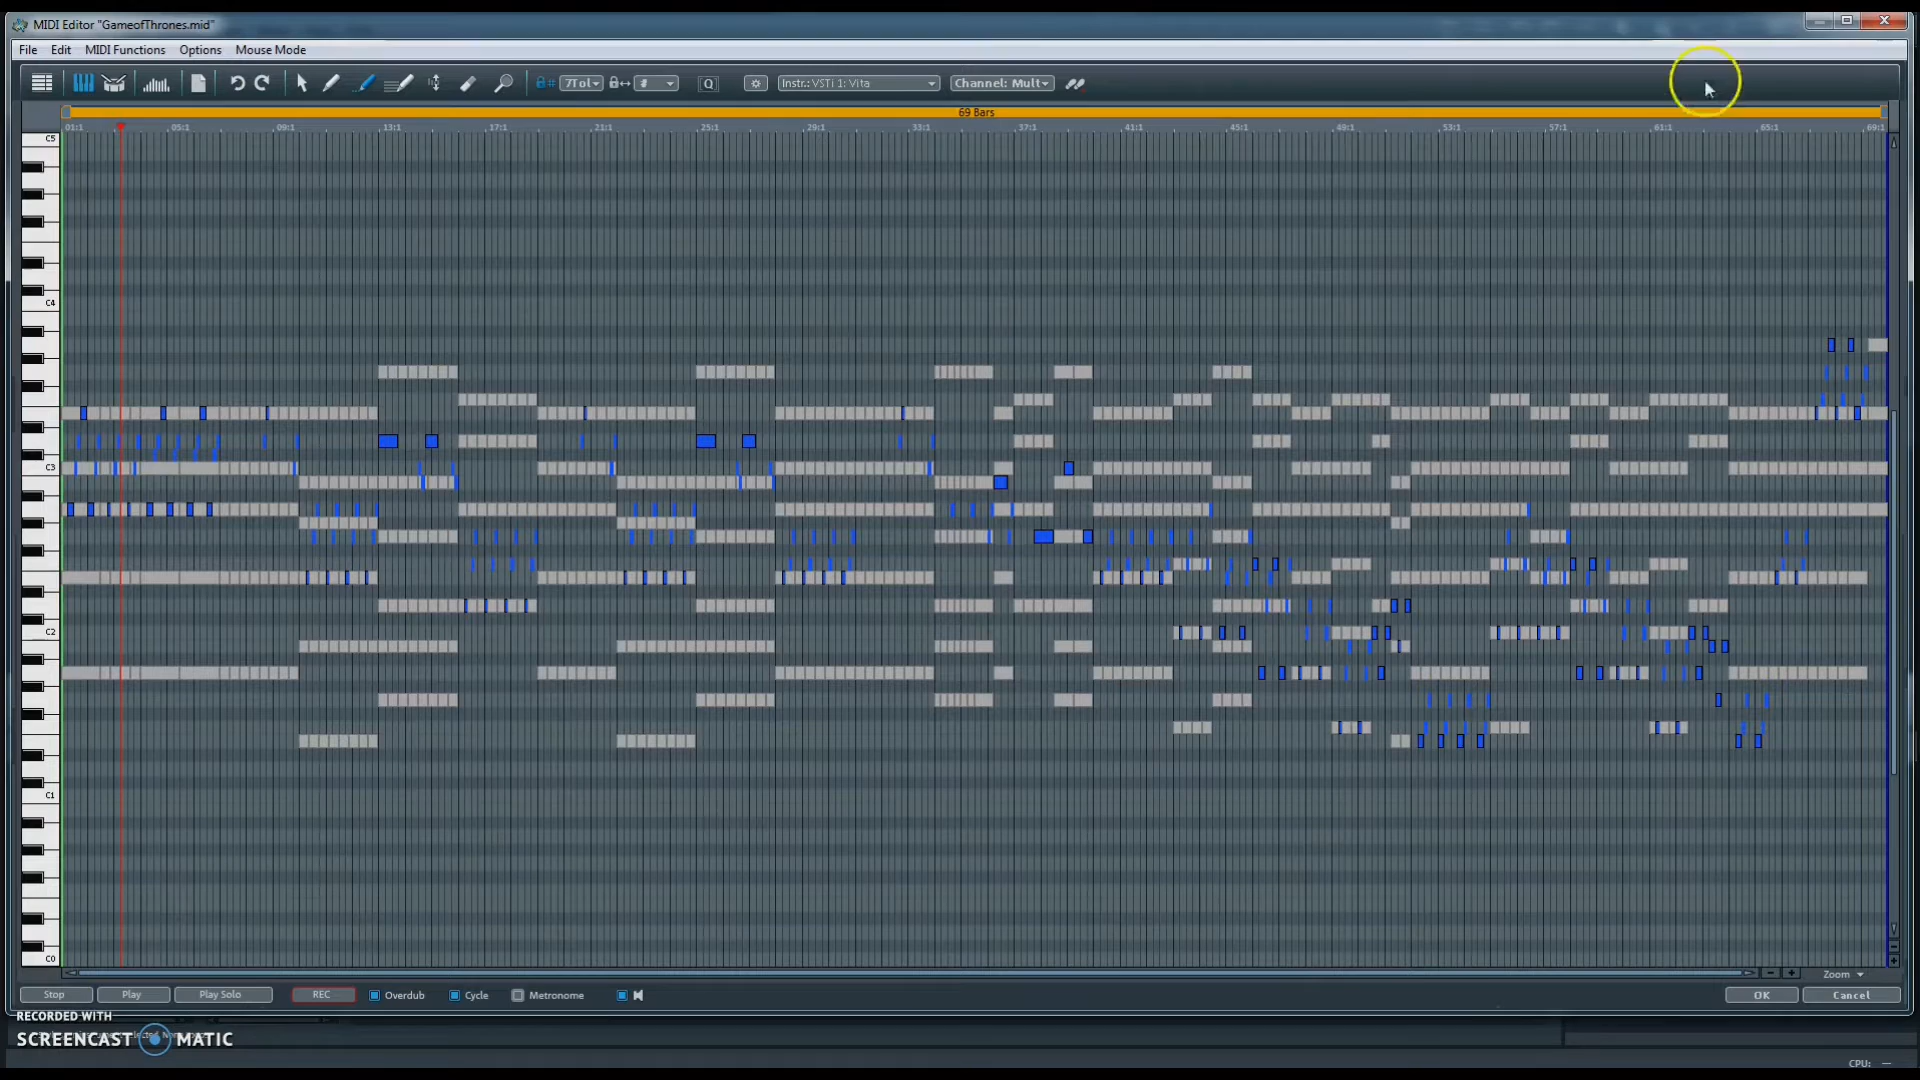 MIDI Editor "GameofThrones.mid"
File Edit MIDI Functions Options Mouse Mode
7Tol # Q Instr.: VSTi 1: Vita Channel: Mult
69 Bars
01:1 05:1 09:1 13:1 17:1 21:1 25:1 29:1 33:1 37:1 41:1 45:1 49:1 53:1 57:1 61:1 65:1 69:1
C5
C4
C3
C2
C1
C0
Zoom
Stop Play Play Solo REC Overdub Cycle Metronome OK Cancel
RECORDED WITH
SCREENCAST MATIC
CPU: —